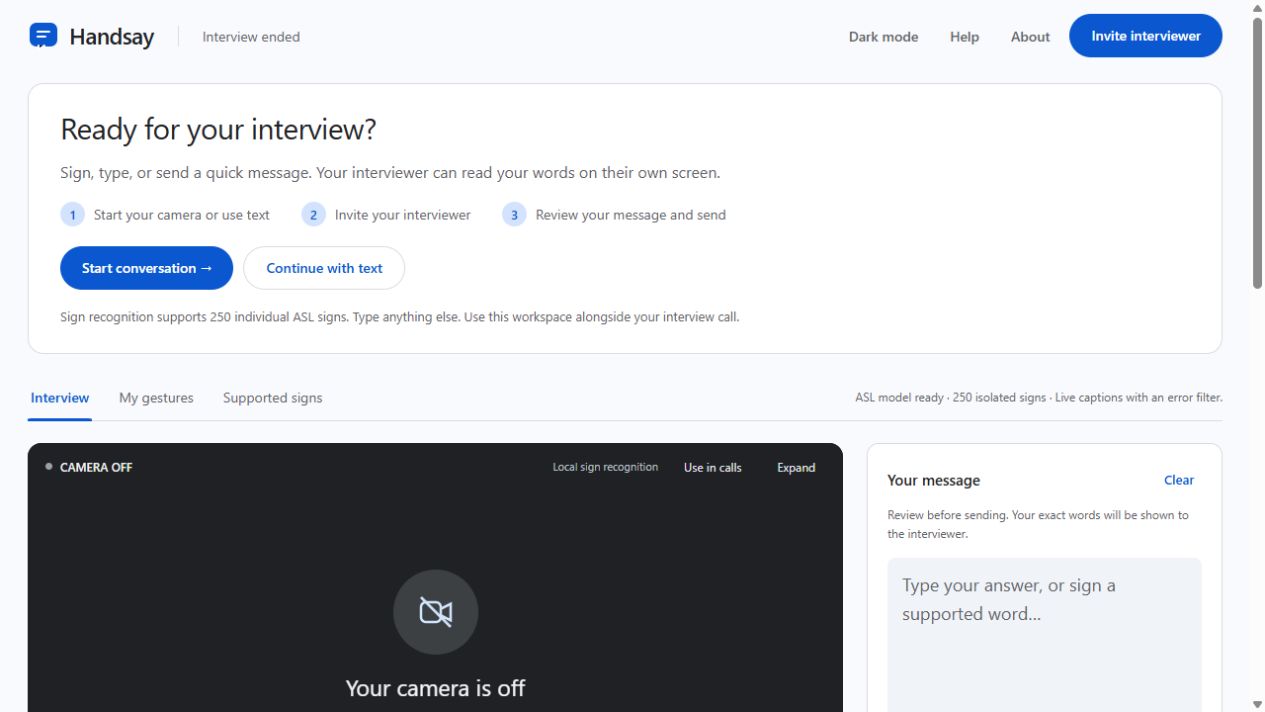 Handsay
Interview ended
Dark mode
Help
About
Invite interviewer
Ready for your interview?
Sign, type, or send a quick message. Your interviewer can read your words on their own screen.
1 Start your camera or use text
2 Invite your interviewer
3 Review your message and send
Start conversation →
Continue with text
Sign recognition supports 250 individual ASL signs. Type anything else. Use this workspace alongside your interview call.
Interview
My gestures
Supported signs
ASL model ready · 250 isolated signs · Live captions with an error filter.
CAMERA OFF
Local sign recognition
Use in calls
Expand
Your camera is off
Your message
Clear
Review before sending. Your exact words will be shown to
the interviewer.
Type your answer, or sign a
supported word...